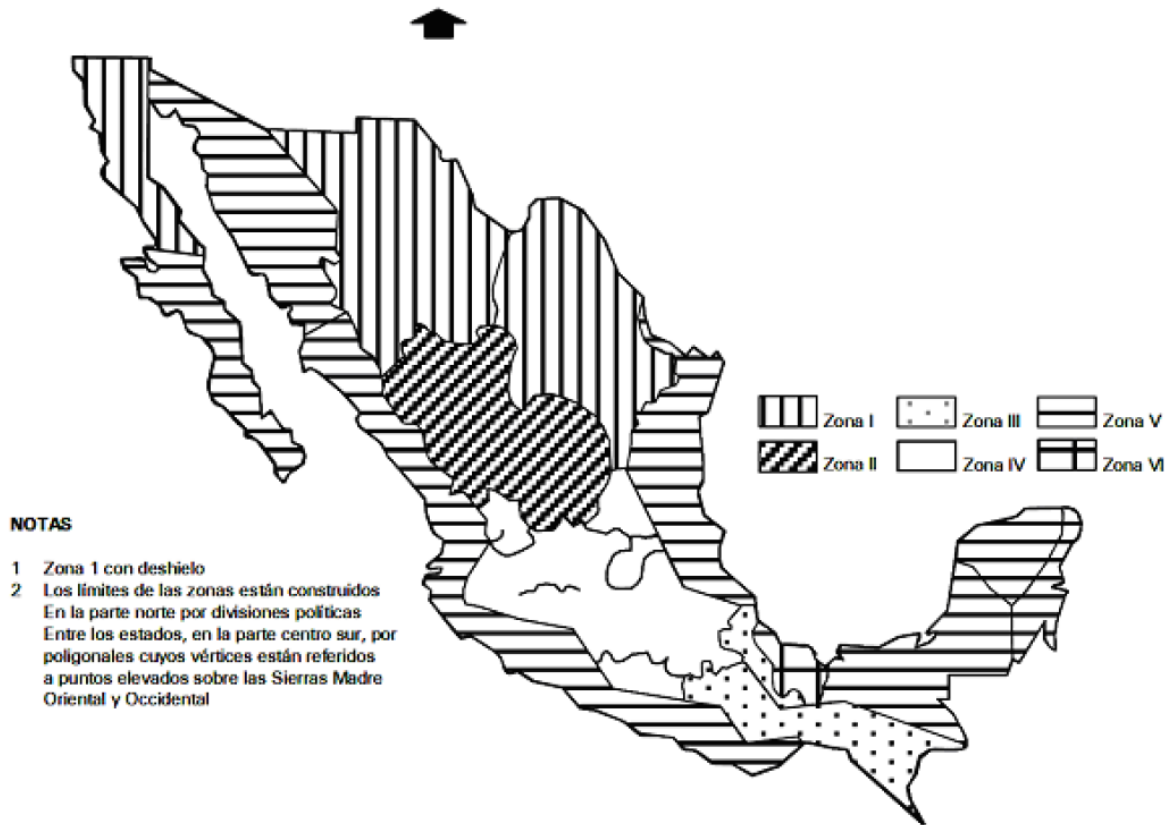 Zona I
Zona III
Zona V
Zona II
Zona IV
Zona VI
NOTAS
1 Zona 1 con deshielo
2 Los límites de las zonas están construidos
En la parte norte por divisiones políticas
Entre los estados, en la parte centro sur, por
poligonales cuyos vértices están referidos
a puntos elevados sobre las Sierras Madre
Oriental y Occidental